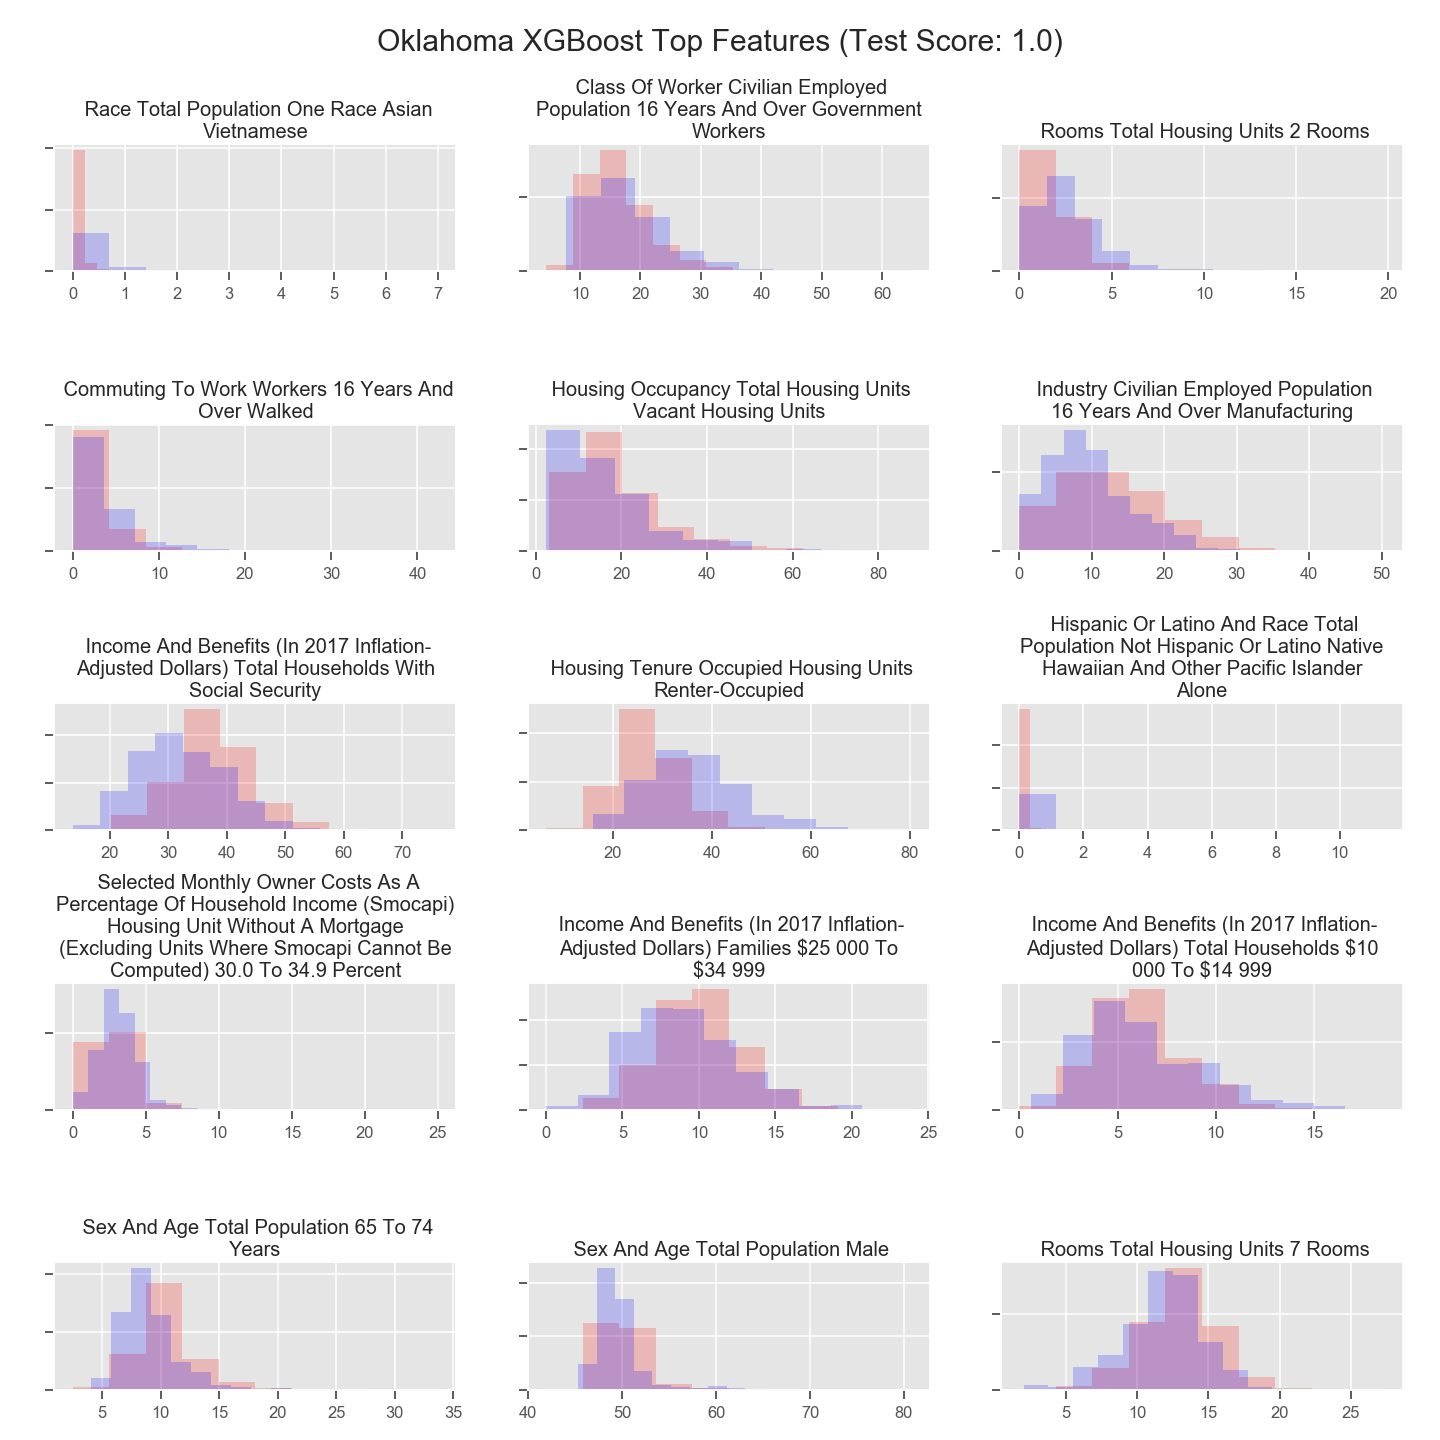 Oklahoma XGBoost Top Features (Test Score: 1.0)
Race Total Population One Race Asian
Vietnamese
0 1 2 3 4 5 6 7
Class Of Worker Civilian Employed
Population 16 Years And Over Government
Workers
10 20 30 40 50 60
Rooms Total Housing Units 2 Rooms
0 5 10 15 20
Commuting To Work Workers 16 Years And
Over Walked
0 10 20 30 40
Housing Occupancy Total Housing Units
Vacant Housing Units
0 20 40 60 80
Industry Civilian Employed Population
16 Years And Over Manufacturing
0 10 20 30 40 50
Income And Benefits (In 2017 Inflation-
Adjusted Dollars) Total Households With
Social Security
20 30 40 50 60 70
Housing Tenure Occupied Housing Units
Renter-Occupied
20 40 60 80
Hispanic Or Latino And Race Total
Population Not Hispanic Or Latino Native
Hawaiian And Other Pacific Islander
Alone
0 2 4 6 8 10
Selected Monthly Owner Costs As A
Percentage Of Household Income (Smocapi)
Housing Unit Without A Mortgage
(Excluding Units Where Smocapi Cannot Be
Computed) 30.0 To 34.9 Percent
0 5 10 15 20 25
Income And Benefits (In 2017 Inflation-
Adjusted Dollars) Families $25 000 To
$34 999
0 5 10 15 20 25
Income And Benefits (In 2017 Inflation-
Adjusted Dollars) Total Households $10
000 To $14 999
0 5 10 15
Sex And Age Total Population 65 To 74
Years
5 10 15 20 25 30 35
Sex And Age Total Population Male
40 50 60 70 80
Rooms Total Housing Units 7 Rooms
5 10 15 20 25